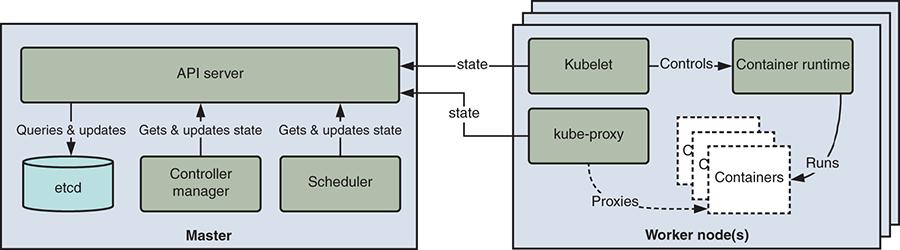 API server
Queries & updates
Gets & updates state
Gets & updates state
etcd
Controller
manager
Scheduler
Master
state
state
Kubelet
Controls
Container runtime
kube-proxy
C
C
Containers
Runs
Proxies
Worker node(s)